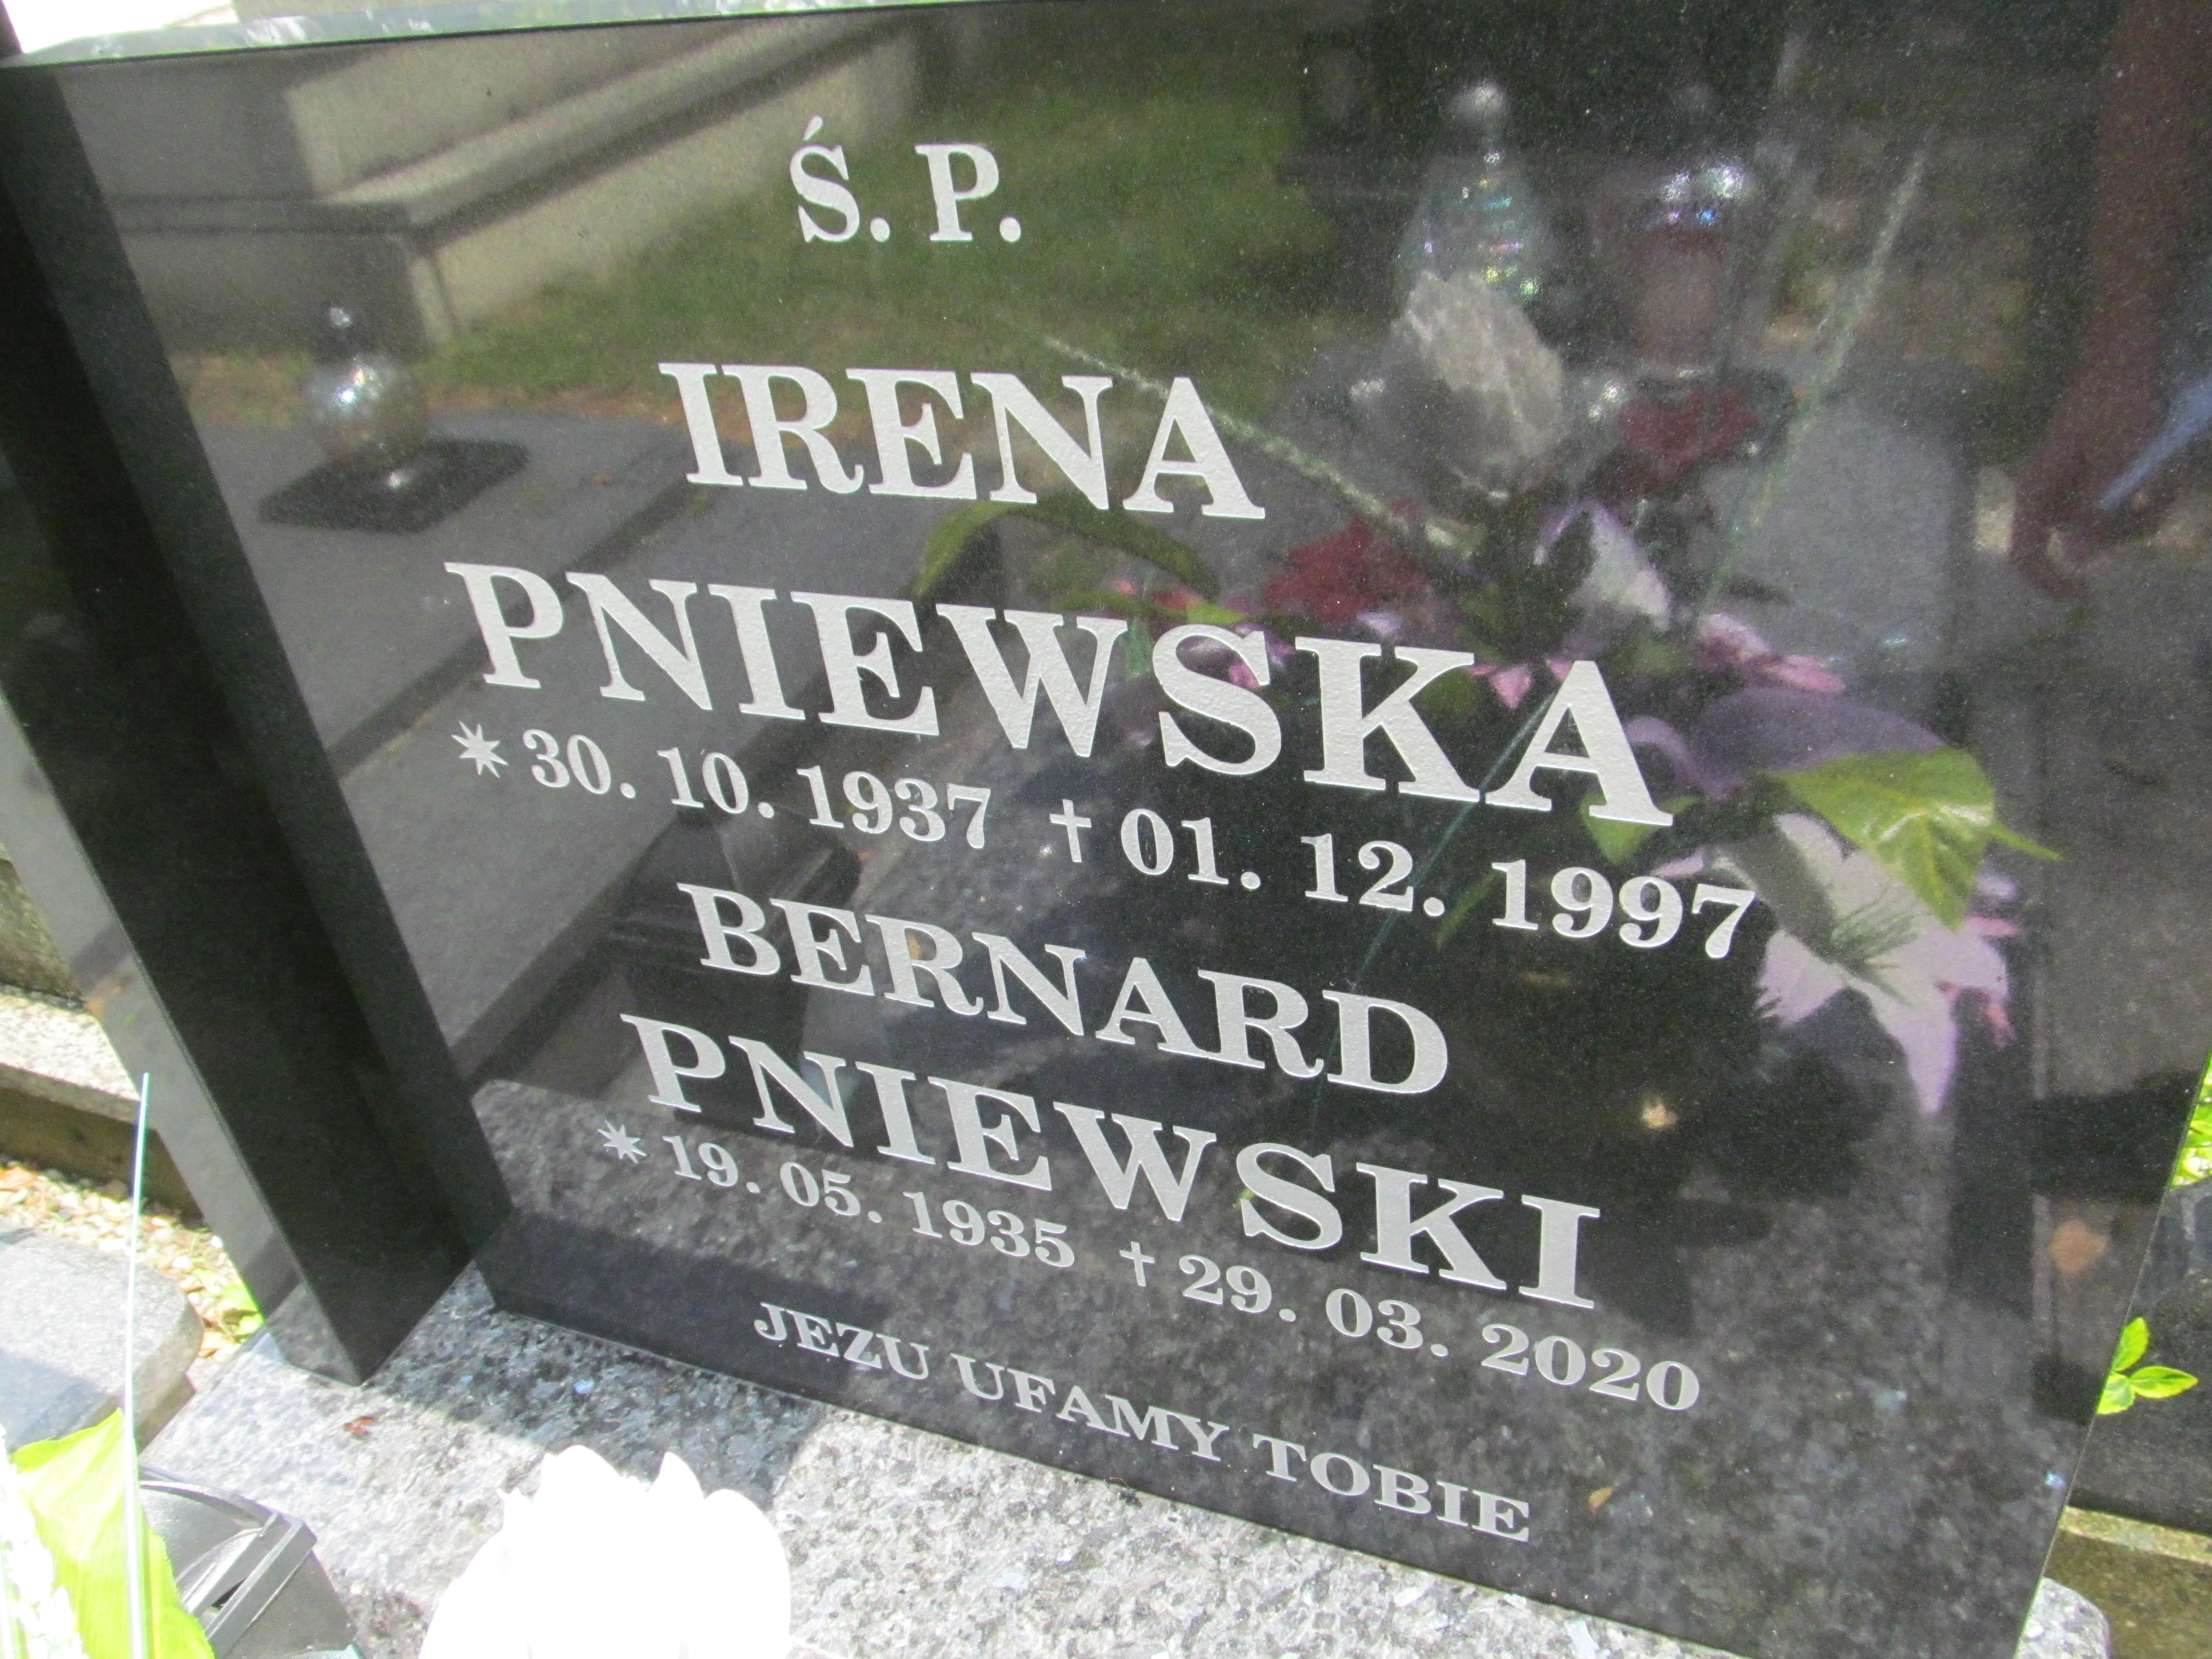 Ś. P.
IRENA
PNIEWSKA
* 30. 10. 1937 † 01. 12. 1997
BERNARD
PNIEWSKI
* 19. 05. 1935 † 29. 03. 2020
JEZU UFAMY TOBIE